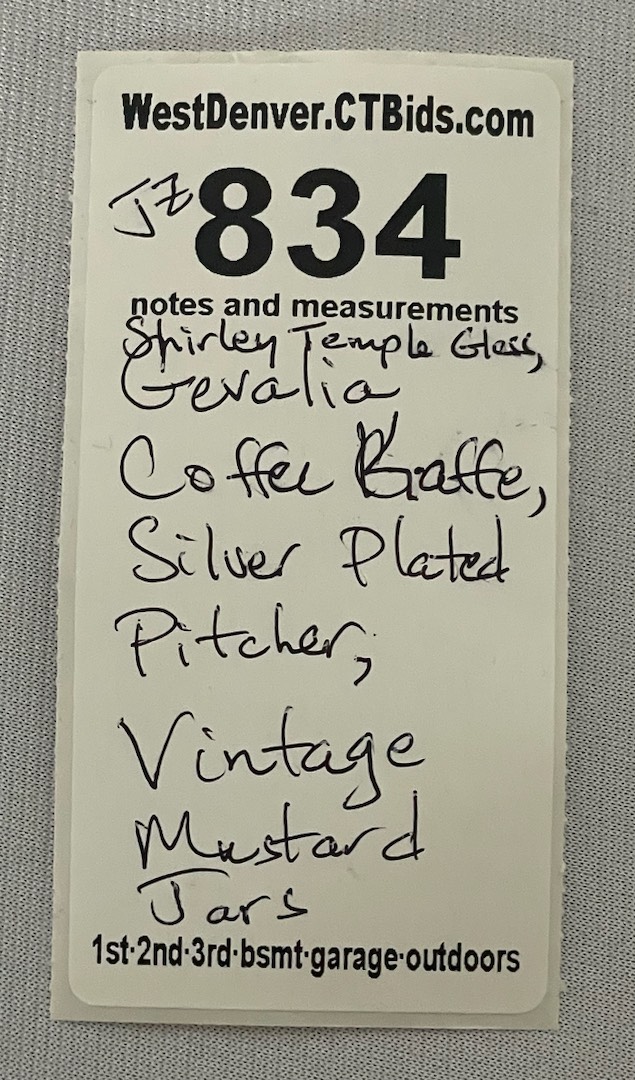 WestDenver.CTBids.com
JZ 834
notes and measurements
Shirley Temple Glass,
Gevalia
Coffee Kraffe,
Silver Plated
Pitcher,
Vintage
Mustard
Jars
1st·2nd·3rd·bsmt·garage·outdoors